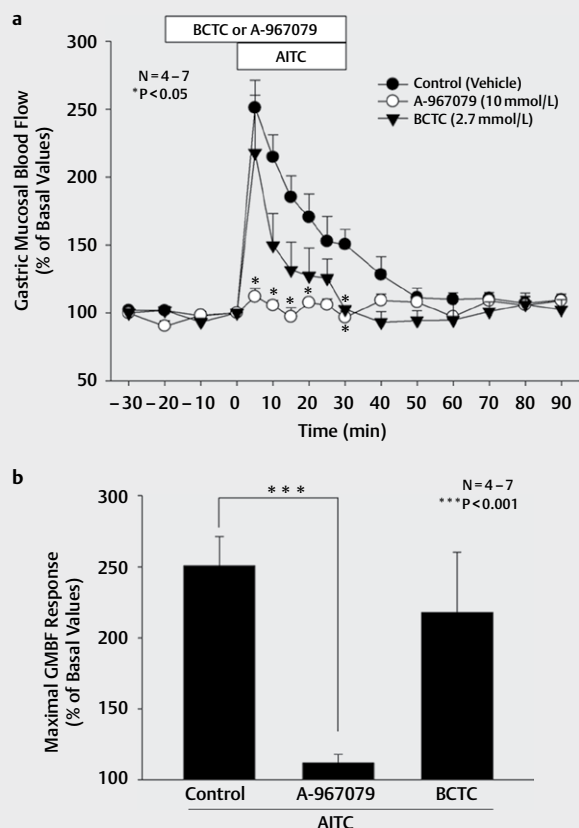 a
BCTC or A-967079
AITC
N = 4 – 7
*P < 0.05
Control (Vehicle)
A-967079 (10 mmol/L)
BCTC (2.7 mmol/L)
Gastric Mucosal Blood Flow
(% of Basal Values)
300
250
200
150
100
50
* * * * *
*
– 30 – 20 – 10 0 10 20 30 40 50 60 70 80 90
Time (min)
b
N = 4 – 7
***P < 0.001
***
Maximal GMBF Response
(% of Basal Values)
300
250
200
150
100
Control A-967079 BCTC
AITC